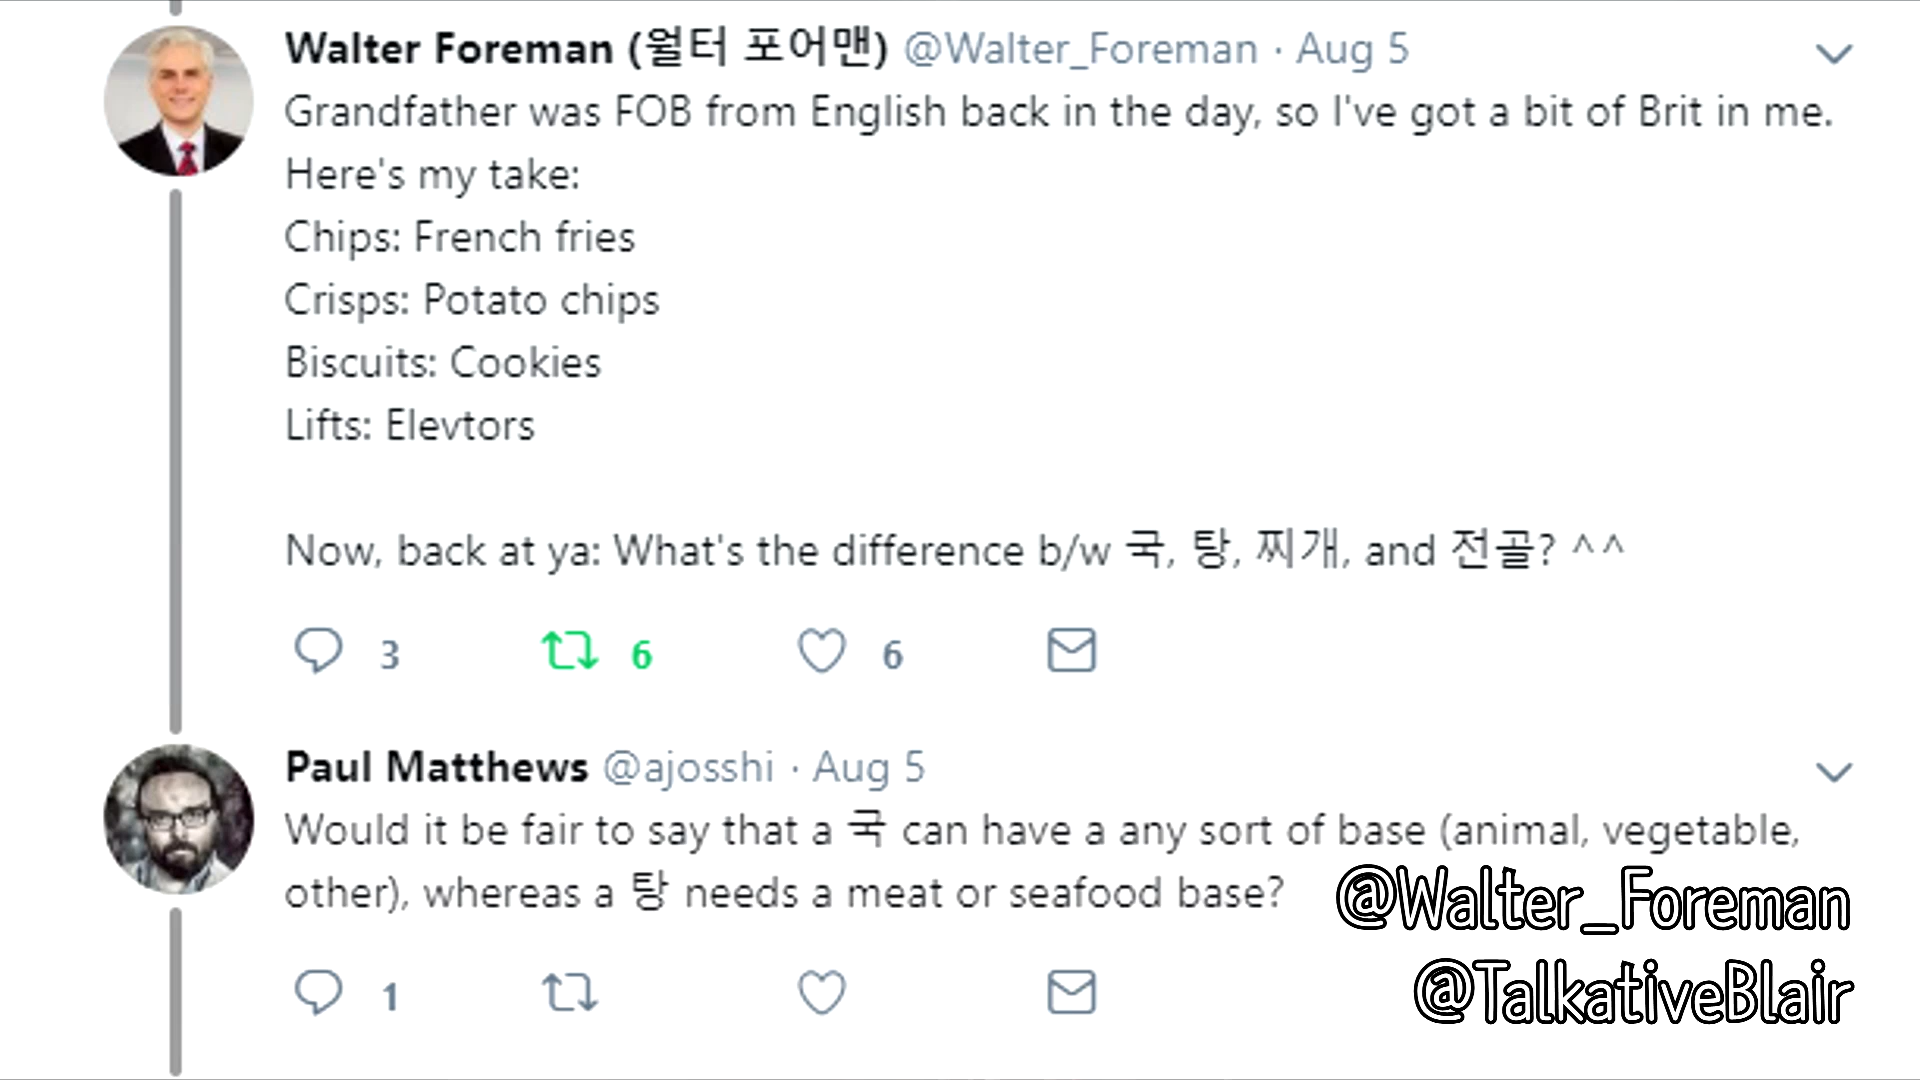 Walter Foreman (월터 포어맨) @Walter_Foreman · Aug 5
Grandfather was FOB from English back in the day, so I've got a bit of Brit in me.
Here's my take:
Chips: French fries
Crisps: Potato chips
Biscuits: Cookies
Lifts: Elevtors
Now, back at ya: What's the difference b/w 국, 탕, 찌개, and 전골? ^^
3 6 6
Paul Matthews @ajosshi · Aug 5
Would it be fair to say that a 국 can have a any sort of base (animal, vegetable,
other), whereas a 탕 needs a meat or seafood base?
1
@Walter_Foreman
@TalkativeBlair